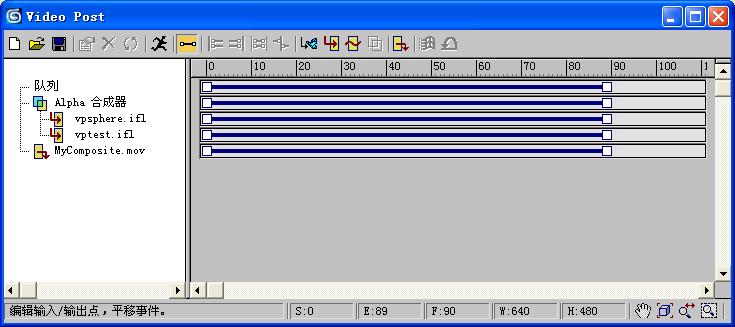 Video Post
0 10 20 30 40 50 60 70 80 90 100
队列
Alpha 合成器
vpsphere.ifl
vptest.ifl
MyComposite.mov
编辑输入/输出点，平移事件。 S:0 E:89 F:90 W:640 H:480